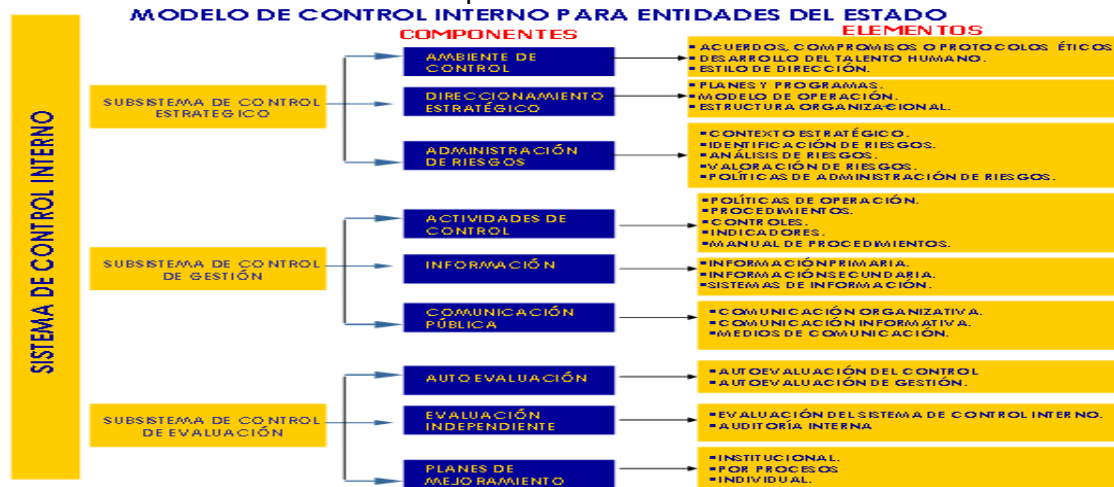 MODELO DE CONTROL INTERNO PARA ENTIDADES DEL ESTADO
COMPONENTES
ELEMENTOS
SISTEMA DE CONTROL INTERNO
SUBSISTEMA DE CONTROL
ESTRATEGICO
AMBIENTE DE
CONTROL
▪ACUERDOS, COMPROMISOS O PROTOCOLOS ÉTICOS
▪DESARROLLO DEL TALENTO HUMANO.
▪ESTILO DE DIRECCIÓN.
DIRECCIONAMIENTO
ESTRATÉGICO
▪PLANES Y PROGRAMAS.
▪MODELO DE OPERACIÓN.
▪ESTRUCTURA ORGANIZACIONAL.
ADMINISTRACIÓN
DE RIESGOS
▪CONTEXTO ESTRATÉGICO.
▪IDENTIFICACIÓN DE RIESGOS.
▪ANÁLISIS DE RIESGOS.
▪VALORACIÓN DE RIESGOS.
▪POLÍTICAS DE ADMINISTRACIÓN DE RIESGOS.
SUBSISTEMA DE CONTROL
DE GESTIÓN
ACTIVIDADES DE
CONTROL
▪POLÍTICAS DE OPERACIÓN.
▪PROCEDIMIENTOS.
▪CONTROLES.
▪INDICADORES.
▪MANUAL DE PROCEDIMIENTOS.
INFORMACIÓN
▪INFORMACIÓN PRIMARIA.
▪INFORMACIÓN SECUNDARIA.
▪SISTEMAS DE INFORMACIÓN.
COMUNICACIÓN
PÚBLICA
▪COMUNICACIÓN ORGANIZATIVA.
▪COMUNICACIÓN INFORMATIVA.
▪MEDIOS DE COMUNICACIÓN.
SUBSISTEMA DE CONTROL
DE EVALUACIÓN
AUTOEVALUACIÓN
▪AUTOEVALUACIÓN DEL CONTROL
▪AUTOEVALUACIÓN DE GESTIÓN.
EVALUACIÓN
INDEPENDIENTE
▪EVALUACIÓN DEL SISTEMA DE CONTROL INTERNO.
▪AUDITORÍA INTERNA
PLANES DE
MEJORAMIENTO
▪INSTITUCIONAL.
▪POR PROCESOS
▪INDIVIDUAL.